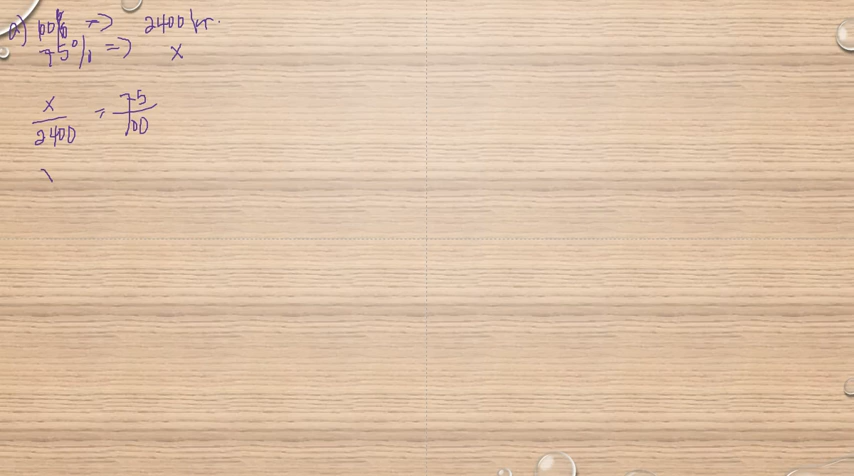 a) 100% => 2400 kr.
75% => x
x/2400 = 75/100